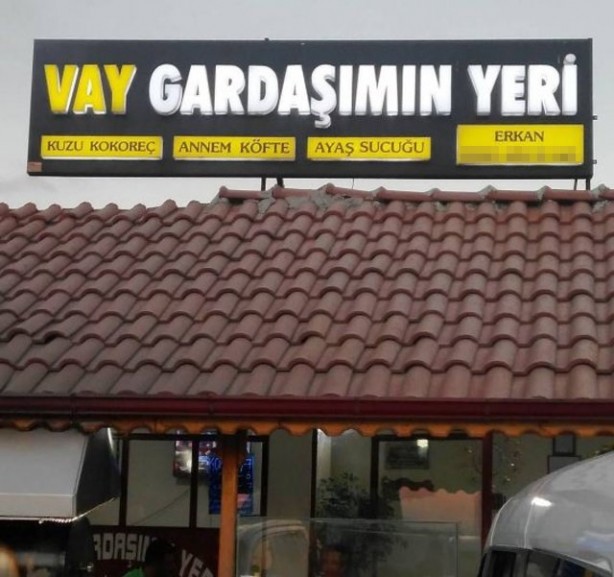 VAY GARDAŞIMIN YERİ
KUZU KOKOREÇ
ANNEM KÖFTE
AYAŞ SUCUĞU
ERKAN